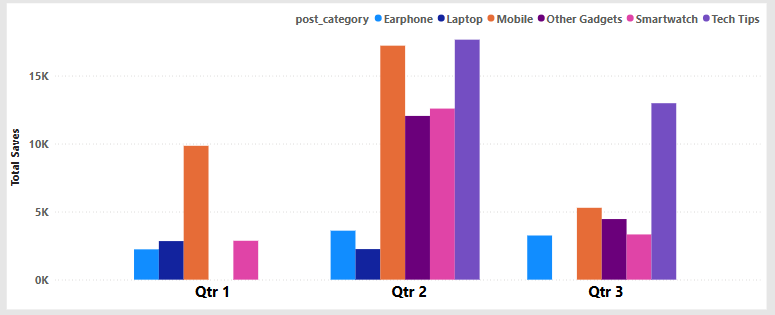 post_category Earphone Laptop Mobile Other Gadgets Smartwatch Tech Tips
Total Saves
15K
10K
5K
0K
Qtr 1 Qtr 2 Qtr 3